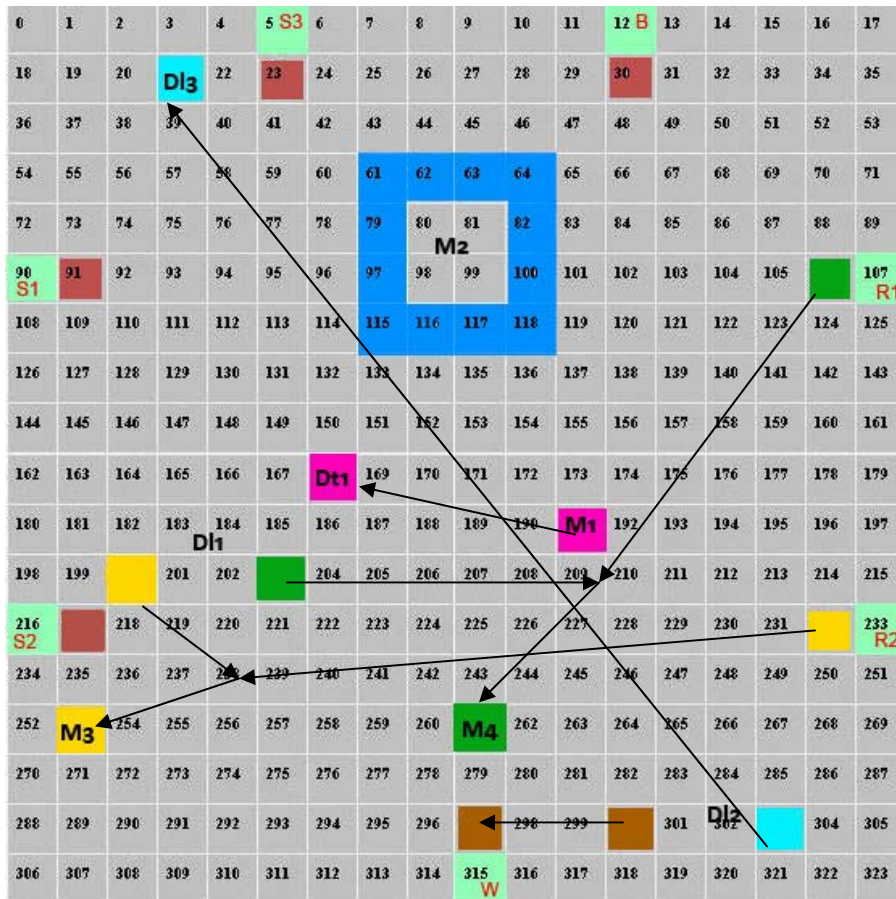 0 1 2 3 4 5 S3 6 7 8 9 10 11 12 B 13 14 15 16 17
18 19 20 Dl3 22 23 24 25 26 27 28 29 30 31 32 33 34 35
36 37 38 39 40 41 42 43 44 45 46 47 48 49 50 51 52 53
54 55 56 57 58 59 60 61 62 63 64 65 66 67 68 69 70 71
72 73 74 75 76 77 78 79 80 81 82 83 84 85 86 87 88 89
M2
90 91 92 93 94 95 96 97 98 99 100 101 102 103 104 105 107
S1 R1
108 109 110 111 112 113 114 115 116 117 118 119 120 121 122 123 124 125
126 127 128 129 130 131 132 133 134 135 136 137 138 139 140 141 142 143
144 145 146 147 148 149 150 151 152 153 154 155 156 157 158 159 160 161
162 163 164 165 166 167 Dt1 169 170 171 172 173 174 175 176 177 178 179
180 181 182 183 184 185 186 187 188 189 190 M1 192 193 194 195 196 197
Dl1
198 199 201 202 204 205 206 207 208 209 210 211 212 213 214 215
216 218 219 220 221 222 223 224 225 226 227 228 229 230 231 233
S2 R2
234 235 236 237 238 239 240 241 242 243 244 245 246 247 248 249 250 251
252 M3 254 255 256 257 258 259 260 M4 262 263 264 265 266 267 268 269
270 271 272 273 274 275 276 277 278 279 280 281 282 283 284 285 286 287
288 289 290 291 292 293 294 295 296 298 299 301 Dl2 302 304 305
306 307 308 309 310 311 312 313 314 315 316 317 318 319 320 321 322 323
W